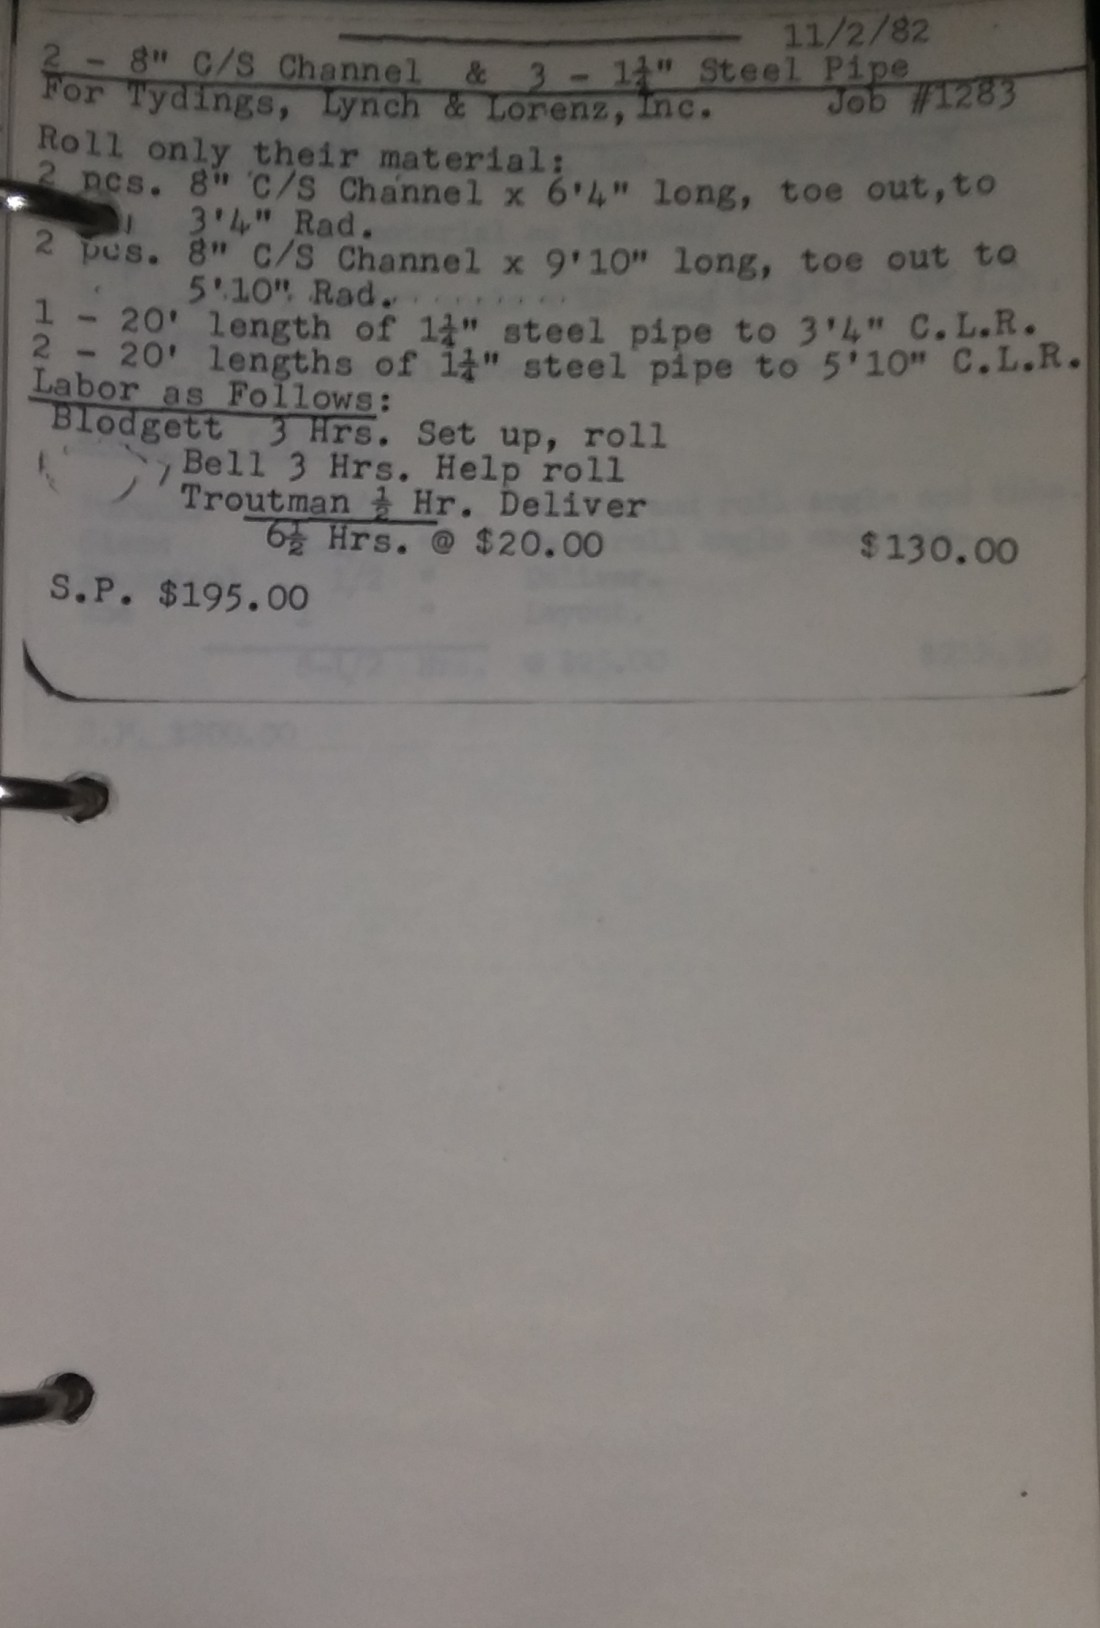 11/2/82
2 - 8" C/S Channel & 3 - 1¼" Steel Pipe
For Tydings, Lynch & Lorenz, Inc. Job #1283
Roll only their material:
2 pcs. 8" C/S Channel x 6'4" long, toe out, to
3'4" Rad.
2 pcs. 8" C/S Channel x 9'10" long, toe out to
5'10" Rad.
1 - 20' length of 1¼" steel pipe to 3'4" C.L.R.
2 - 20' lengths of 1¼" steel pipe to 5'10" C.L.R.
Labor as Follows:
Blodgett 3 Hrs. Set up, roll
Bell 3 Hrs. Help roll
Troutman ½ Hr. Deliver
6½ Hrs. @ $20.00 $130.00
S.P. $195.00